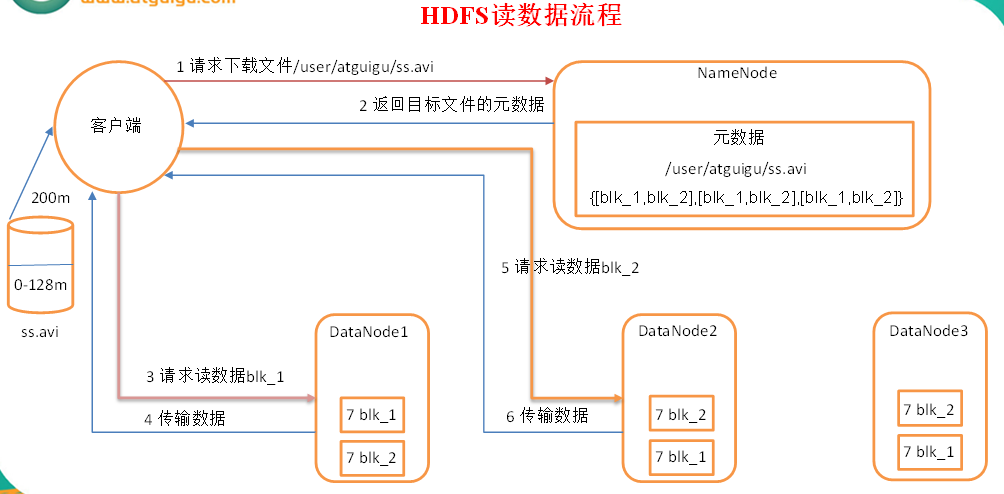 www.atguigu.com
HDFS读数据流程
1 请求下载文件/user/atguigu/ss.avi
NameNode
2 返回目标文件的元数据
客户端
元数据
/user/atguigu/ss.avi
{[blk_1,blk_2],[blk_1,blk_2],[blk_1,blk_2]}
200m
5 请求读数据blk_2
0-128m
ss.avi
DataNode1
DataNode2
DataNode3
3 请求读数据blk_1
4 传输数据
7 blk_1
7 blk_2
6 传输数据
7 blk_2
7 blk_1
7 blk_2
7 blk_1